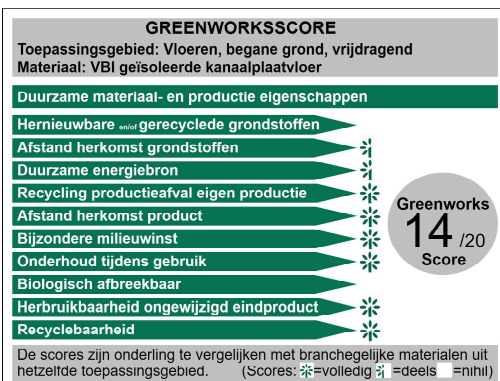 GREENWORKSSCORE
Toepassingsgebied: Vloeren, begane grond, vrijdragend
Materiaal: VBI geïsoleerde kanaalplaatvloer
Duurzame materiaal- en productie eigenschappen
Hernieuwbare en/of gerecyclede grondstoffen
Afstand herkomst grondstoffen
Duurzame energiebron
Recycling productieafval eigen productie
Afstand herkomst product
Bijzondere milieuwinst
Onderhoud tijdens gebruik
Biologisch afbreekbaar
Herbruikbaarheid ongewijzigd eindproduct
Recyclebaarheid
Greenworks
14 /20
Score
De scores zijn onderling te vergelijken met branchegelijke materialen uit
hetzelfde toepassingsgebied. (Scores: =volledig =deels =nihil)